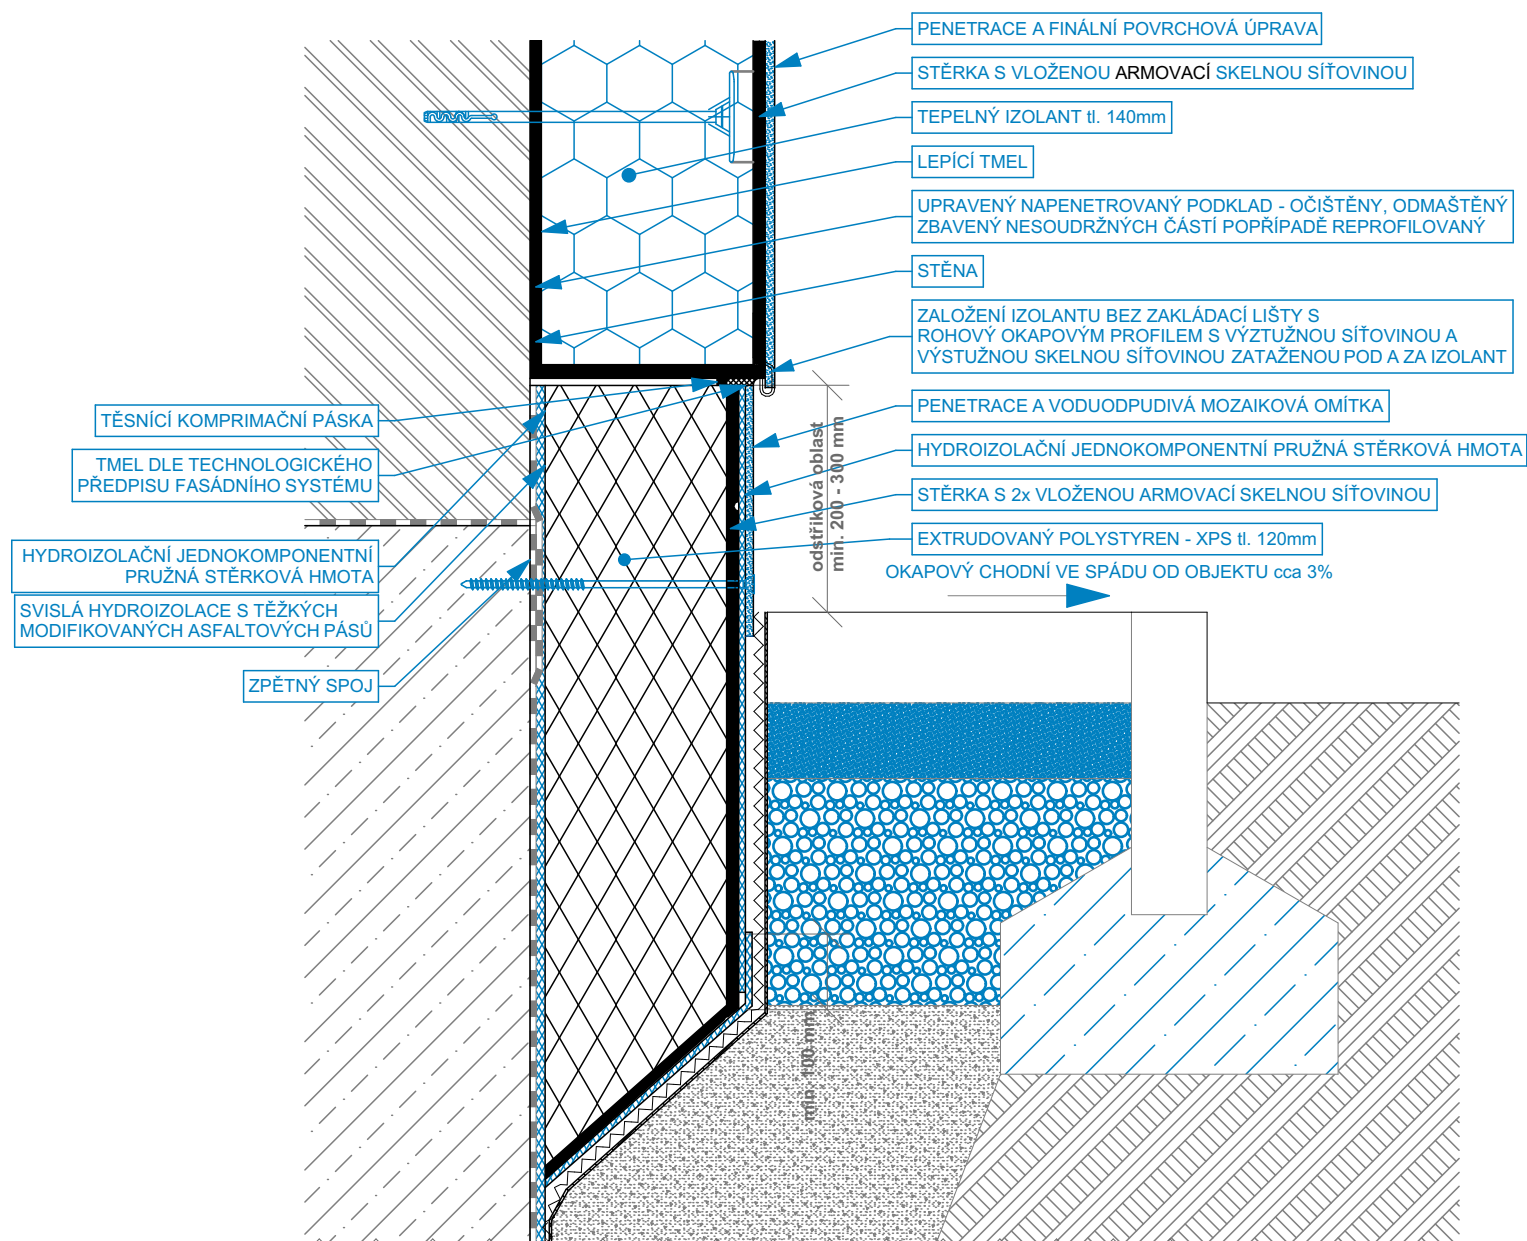 PENETRACE A FINÁLNÍ POVRCHOVÁ ÚPRAVA
STĚRKA S VLOŽENOU ARMOVACÍ SKELNOU SÍŤOVINOU
TEPELNÝ IZOLANT tl. 140mm
LEPÍCÍ TMEL
UPRAVENÝ NAPENETROVANÝ PODKLAD - OČIŠTĚNY, ODMAŠTĚNÝ
ZBAVENÝ NESOUDRŽNÝCH ČÁSTÍ POPŘÍPADĚ REPROFILOVANÝ
STĚNA
ZALOŽENÍ IZOLANTU BEZ ZAKLÁDACÍ LIŠTY S
ROHOVÝ OKAPOVÝM PROFILEM S VÝZTUŽNOU SÍŤOVINOU A
VÝSTUŽNOU SKELNOU SÍŤOVINOU ZATAŽENOU POD A ZA IZOLANT
PENETRACE A VODUODPUDIVÁ MOZAIKOVÁ OMÍTKA
HYDROIZOLAČNÍ JEDNOKOMPONENTNÍ PRUŽNÁ STĚRKOVÁ HMOTA
STĚRKA S 2x VLOŽENOU ARMOVACÍ SKELNOU SÍŤOVINOU
EXTRUDOVANÝ POLYSTYREN - XPS tl. 120mm
OKAPOVÝ CHODNÍ VE SPÁDU OD OBJEKTU cca 3%
TĚSNÍCÍ KOMPRIMAČNÍ PÁSKA
TMEL DLE TECHNOLOGICKÉHO
PŘEDPISU FASÁDNÍHO SYSTÉMU
HYDROIZOLAČNÍ JEDNOKOMPONENTNÍ
PRUŽNÁ STĚRKOVÁ HMOTA
SVISLÁ HYDROIZOLACE S TĚŽKÝCH
MODIFIKOVANÝCH ASFALTOVÝCH PÁSŮ
ZPĚTNÝ SPOJ
odstřiková oblast
min. 200 - 300 mm
min. 100 mm